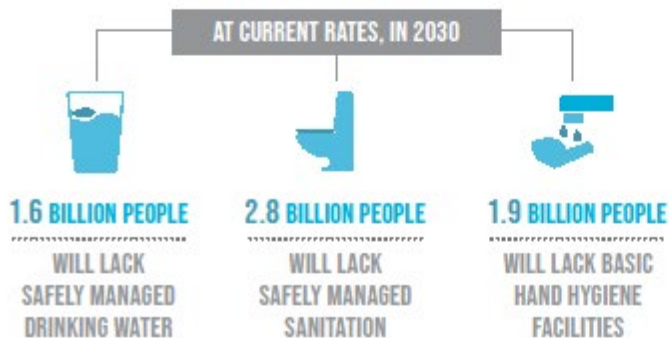 AT CURRENT RATES, IN 2030
1.6 BILLION PEOPLE
WILL LACK
SAFELY MANAGED
DRINKING WATER
2.8 BILLION PEOPLE
WILL LACK
SAFELY MANAGED
SANITATION
1.9 BILLION PEOPLE
WILL LACK BASIC
HAND HYGIENE
FACILITIES